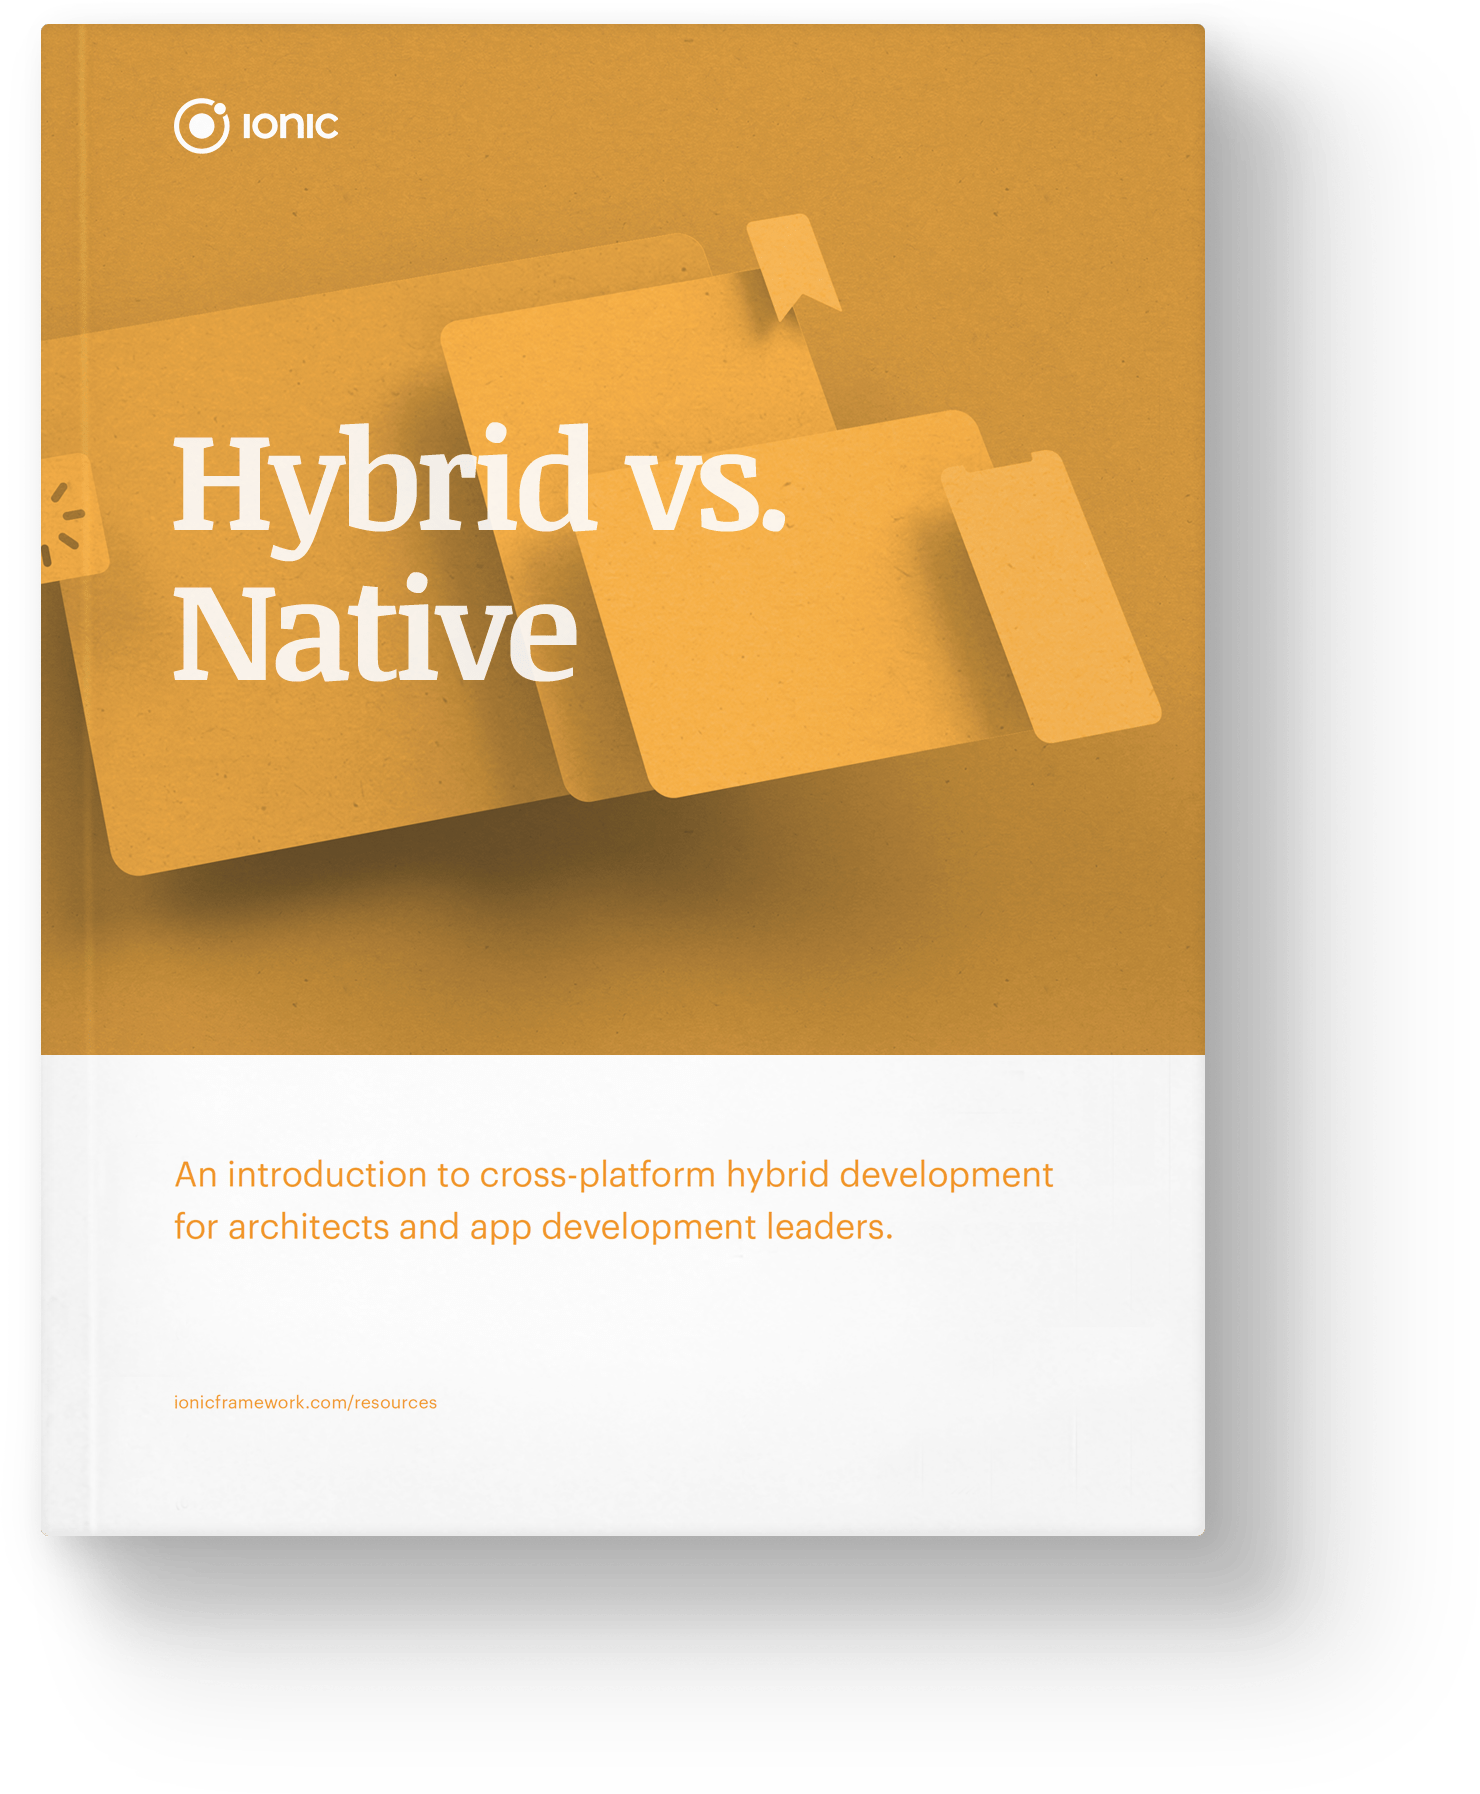 ionic
Hybrid vs.
Native
An introduction to cross-platform hybrid development
for architects and app development leaders.
ionicframework.com/resources